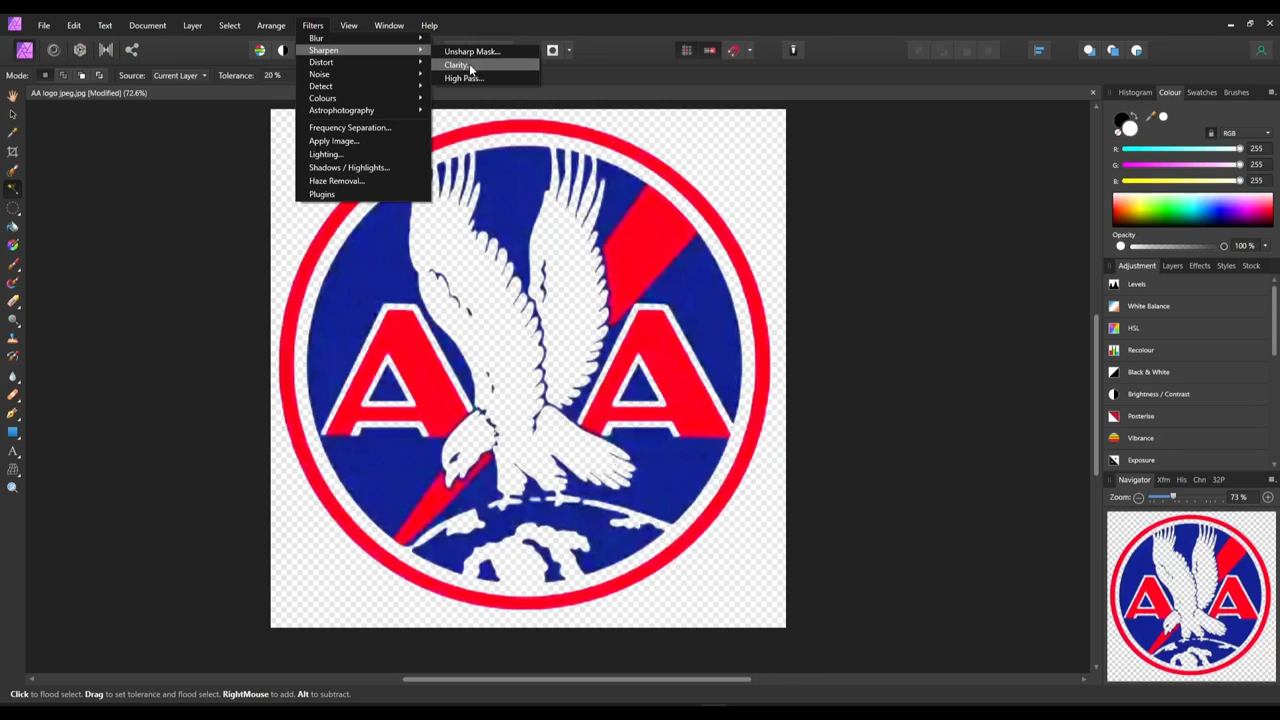 File Edit Text Document Layer Select Arrange Filters View Window Help
Mode: Source: Current Layer Tolerance: 20 %
AA logo jpeg.jpg [Modified] (72.6%)
Blur
Sharpen
Distort
Noise
Detect
Colours
Astrophotography
Frequency Separation...
Apply Image...
Lighting...
Shadows / Highlights...
Haze Removal...
Plugins
Unsharp Mask...
Clarity...
High Pass...
A A
Histogram Colour Swatches Brushes
RGB
R: 255
G: 255
B: 255
Opacity
100 %
Adjustment Layers Effects Styles Stock
Levels
White Balance
HSL
Recolour
Black & White
Brightness / Contrast
Posterise
Vibrance
Exposure
Navigator Xfm His Chn 32P
Zoom: 73 %
A A
Click to flood select. Drag to set tolerance and flood select. RightMouse to add. Alt to subtract.